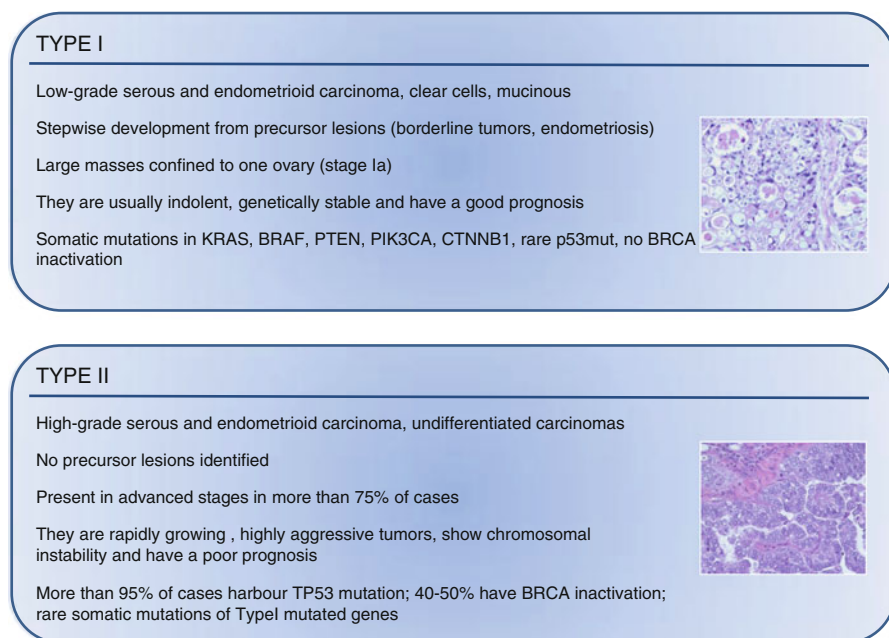 TYPE I
Low-grade serous and endometrioid carcinoma, clear cells, mucinous
Stepwise development from precursor lesions (borderline tumors, endometriosis)
Large masses confined to one ovary (stage Ia)
They are usually indolent, genetically stable and have a good prognosis
Somatic mutations in KRAS, BRAF, PTEN, PIK3CA, CTNNB1, rare p53mut, no BRCA
inactivation
TYPE II
High-grade serous and endometrioid carcinoma, undifferentiated carcinomas
No precursor lesions identified
Present in advanced stages in more than 75% of cases
They are rapidly growing , highly aggressive tumors, show chromosomal
instability and have a poor prognosis
More than 95% of cases harbour TP53 mutation; 40-50% have BRCA inactivation;
rare somatic mutations of TypeI mutated genes